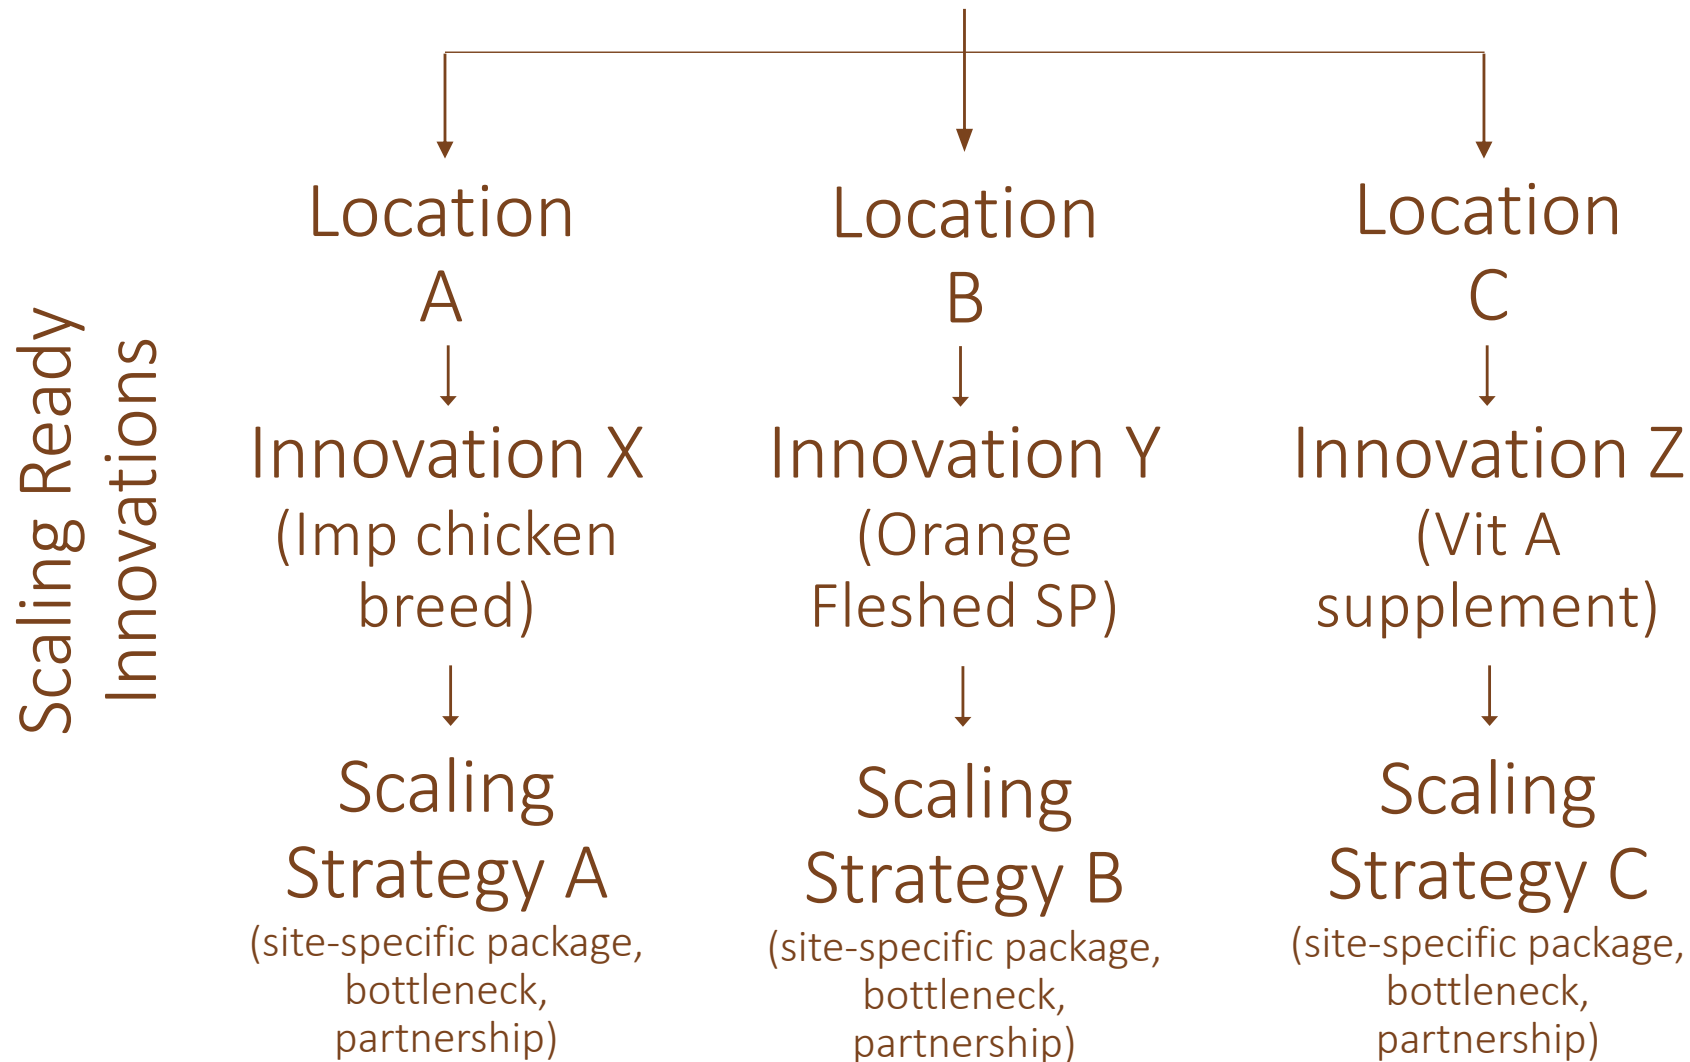 Scaling Ready
Innovations
Location
A
Innovation X
(Imp chicken
breed)
Scaling
Strategy A
(site-specific package,
bottleneck,
partnership)
Location
B
Innovation Y
(Orange
Fleshed SP)
Scaling
Strategy B
(site-specific package,
bottleneck,
partnership)
Location
C
Innovation Z
(Vit A
supplement)
Scaling
Strategy C
(site-specific package,
bottleneck,
partnership)